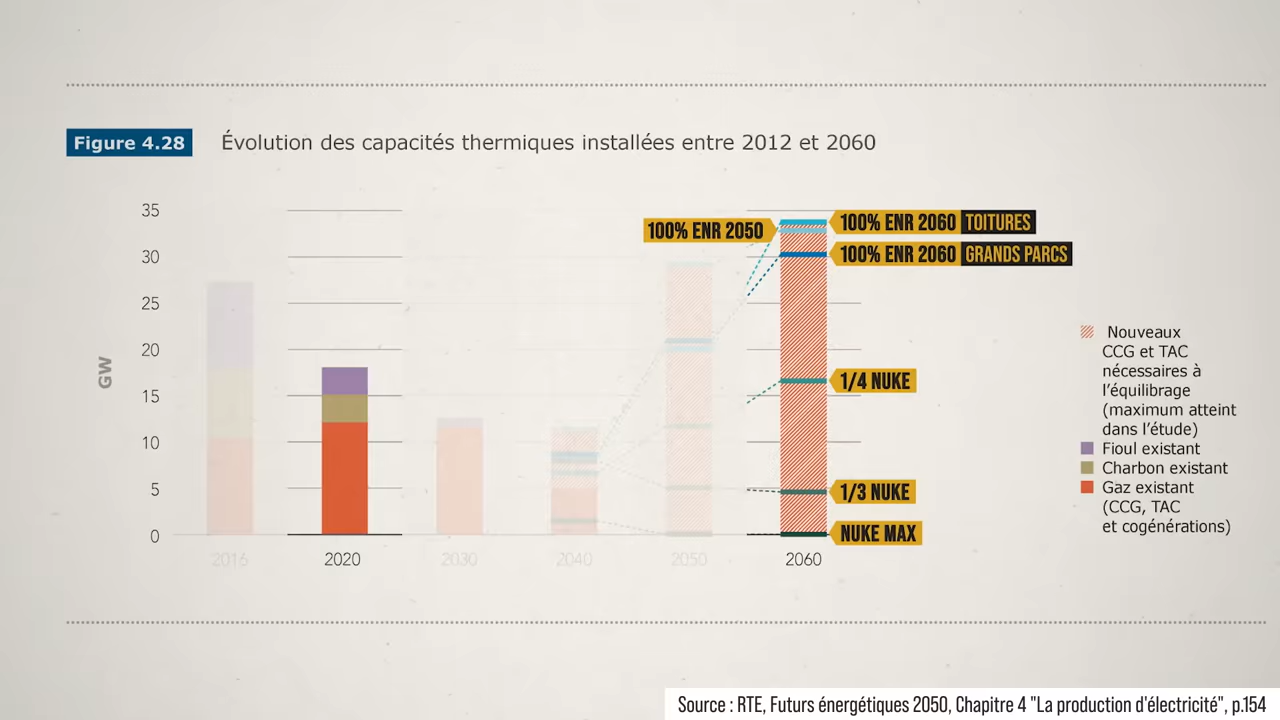 Figure 4.28 Évolution des capacités thermiques installées entre 2012 et 2060
35
30
25
20
15
10
5
0
GW
2016
2020
2030
2040
2050
2060
100% ENR 2050
100% ENR 2060 TOITURES
100% ENR 2060 GRANDS PARCS
1/4 NUKE
1/3 NUKE
NUKE MAX
Nouveaux
CCG et TAC
nécessaires à
l'équilibrage
(maximum atteint
dans l'étude)
Fioul existant
Charbon existant
Gaz existant
(CCG, TAC
et cogénérations)
Source : RTE, Futurs énergétiques 2050, Chapitre 4 "La production d'électricité", p.154